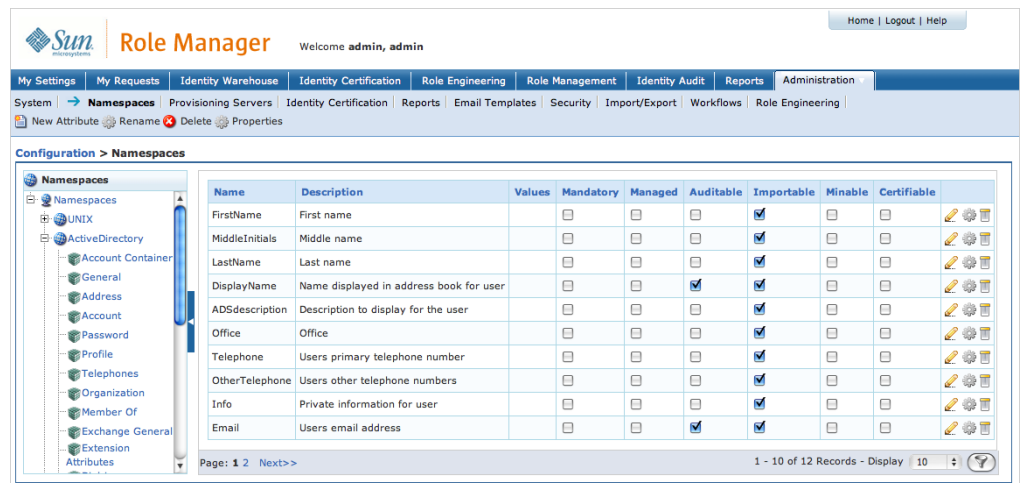 Home | Logout | Help
Sun
microsystems
Role Manager
Welcome admin, admin
My Settings My Requests Identity Warehouse Identity Certification Role Engineering Role Management Identity Audit Reports Administration
System Namespaces Provisioning Servers Identity Certification Reports Email Templates Security Import/Export Workflows Role Engineering
New Attribute Rename Delete Properties
Configuration > Namespaces
Namespaces
Namespaces
UNIX
ActiveDirectory
Account Container
General
Address
Account
Password
Profile
Telephones
Organization
Member Of
Exchange General
Extension
Attributes
Name Description Values Mandatory Managed Auditable Importable Minable Certifiable
FirstName First name
MiddleInitials Middle name
LastName Last name
DisplayName Name displayed in address book for user
ADSdescription Description to display for the user
Office Office
Telephone Users primary telephone number
OtherTelephone Users other telephone numbers
Info Private information for user
Email Users email address
Page: 1 2 Next>>
1 - 10 of 12 Records - Display 10